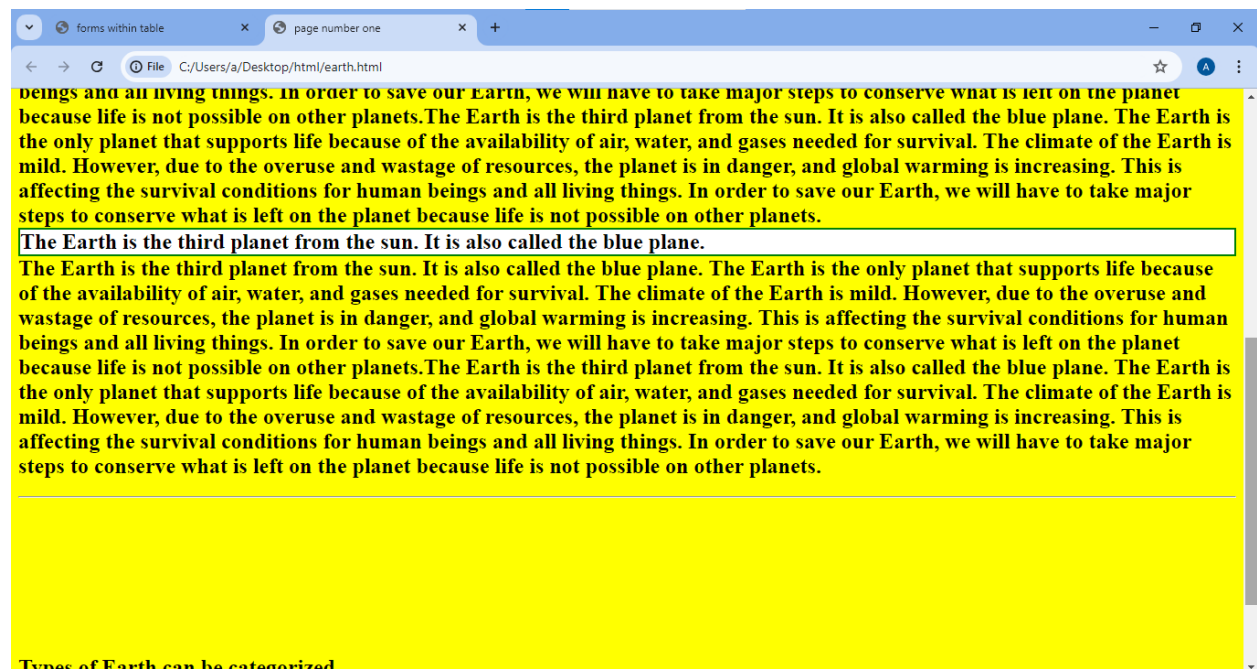 forms within table
page number one
File C:/Users/a/Desktop/html/earth.html
A
beings and all living things. In order to save our Earth, we will have to take major steps to conserve what is left on the planet
because life is not possible on other planets.The Earth is the third planet from the sun. It is also called the blue plane. The Earth is
the only planet that supports life because of the availability of air, water, and gases needed for survival. The climate of the Earth is
mild. However, due to the overuse and wastage of resources, the planet is in danger, and global warming is increasing. This is
affecting the survival conditions for human beings and all living things. In order to save our Earth, we will have to take major
steps to conserve what is left on the planet because life is not possible on other planets.
The Earth is the third planet from the sun. It is also called the blue plane.
The Earth is the third planet from the sun. It is also called the blue plane. The Earth is the only planet that supports life because
of the availability of air, water, and gases needed for survival. The climate of the Earth is mild. However, due to the overuse and
wastage of resources, the planet is in danger, and global warming is increasing. This is affecting the survival conditions for human
beings and all living things. In order to save our Earth, we will have to take major steps to conserve what is left on the planet
because life is not possible on other planets.The Earth is the third planet from the sun. It is also called the blue plane. The Earth is
the only planet that supports life because of the availability of air, water, and gases needed for survival. The climate of the Earth is
mild. However, due to the overuse and wastage of resources, the planet is in danger, and global warming is increasing. This is
affecting the survival conditions for human beings and all living things. In order to save our Earth, we will have to take major
steps to conserve what is left on the planet because life is not possible on other planets.
Types of Earth can be categorized